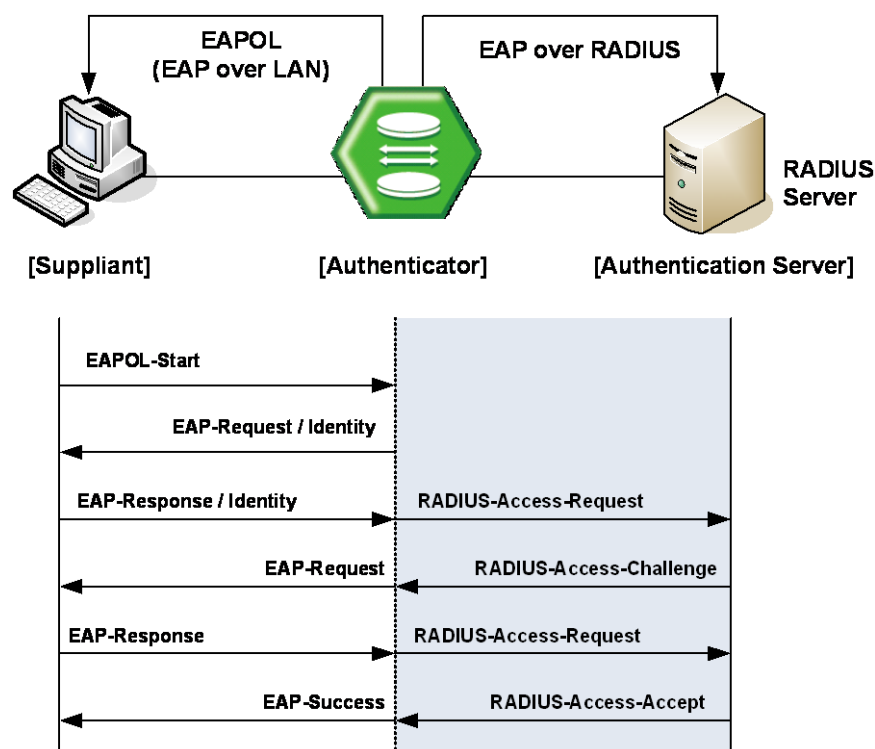 EAPOL
(EAP over LAN)
EAP over RADIUS
RADIUS
Server
[Suppliant]
[Authenticator]
[Authentication Server]
EAPOL-Start
EAP-Request / Identity
EAP-Response / Identity
RADIUS-Access-Request
EAP-Request
RADIUS-Access-Challenge
EAP-Response
RADIUS-Access-Request
EAP-Success
RADIUS-Access-Accept